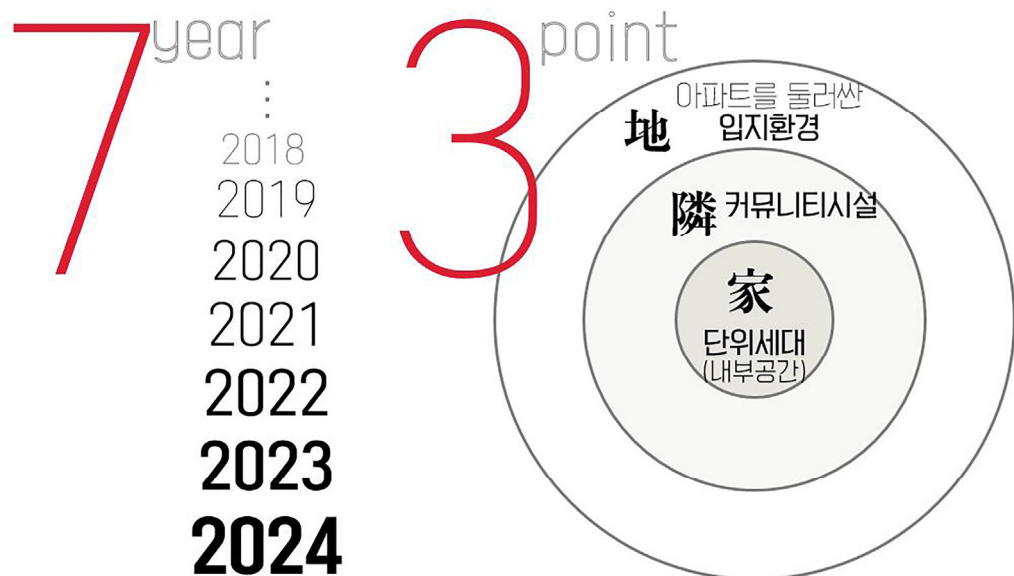 7 year
⋮
2018
2019
2020
2021
2022
2023
2024
3 point
아파트를 둘러싼
地 입지환경
隣 커뮤니티시설
家
단위세대
(내부공간)